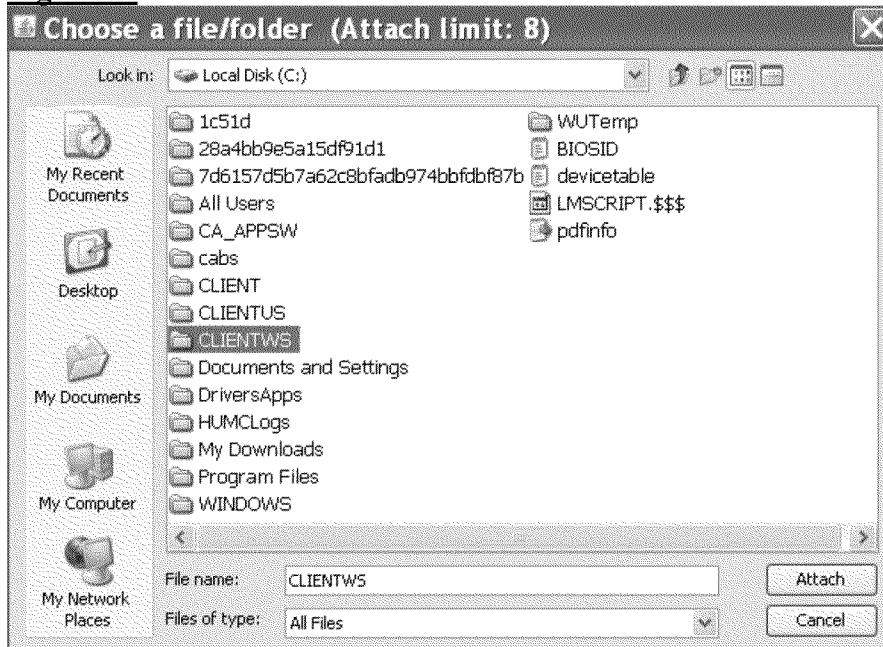 Choose a file/folder (Attach limit: 8)
Look in: Local Disk (C:)
My Recent
Documents
Desktop
My Documents
My Computer
My Network
Places
1c51d
28a4bb9e5a15df91d1
7d6157d5b7a62c8bfadb974bbfdbf87b
All Users
CA_APPSW
cabs
CLIENT
CLIENTUS
CLIENTWS
Documents and Settings
DriversApps
HUMCLogs
My Downloads
Program Files
WINDOWS
WUTemp
BIOSID
devicetable
LMSCRIPT.$$$
pdfinfo
File name: CLIENTWS
Attach
Files of type: All Files
Cancel